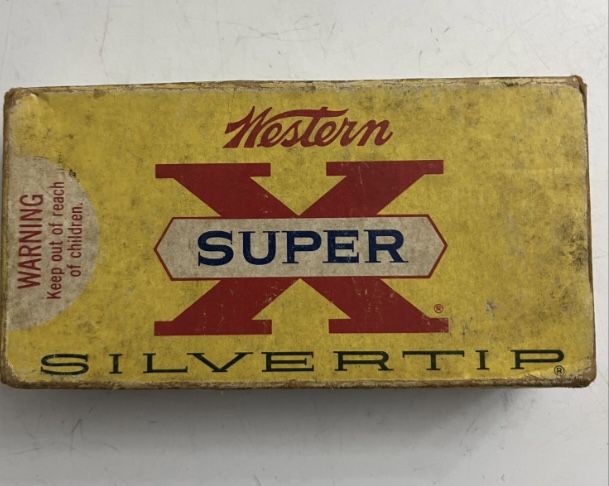 Western
X
SUPER
®
SILVERTIP®
WARNING
Keep out of reach
of children.